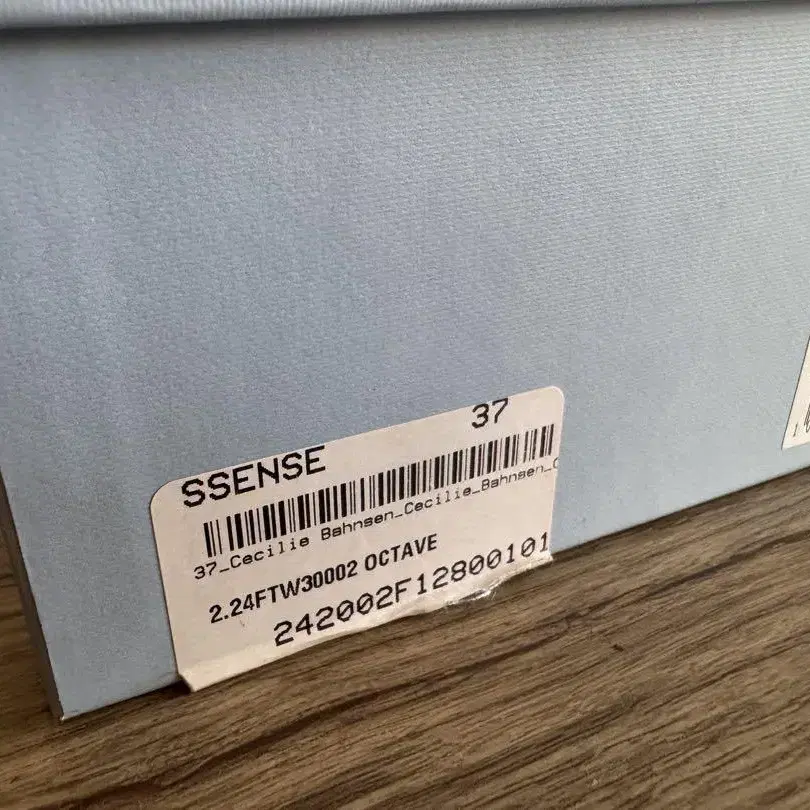 SSENSE 37
37_Cecilie Bahnsen_Cecilie_Bahnsen_
2.24FTW30002 OCTAVE
242002F12800101